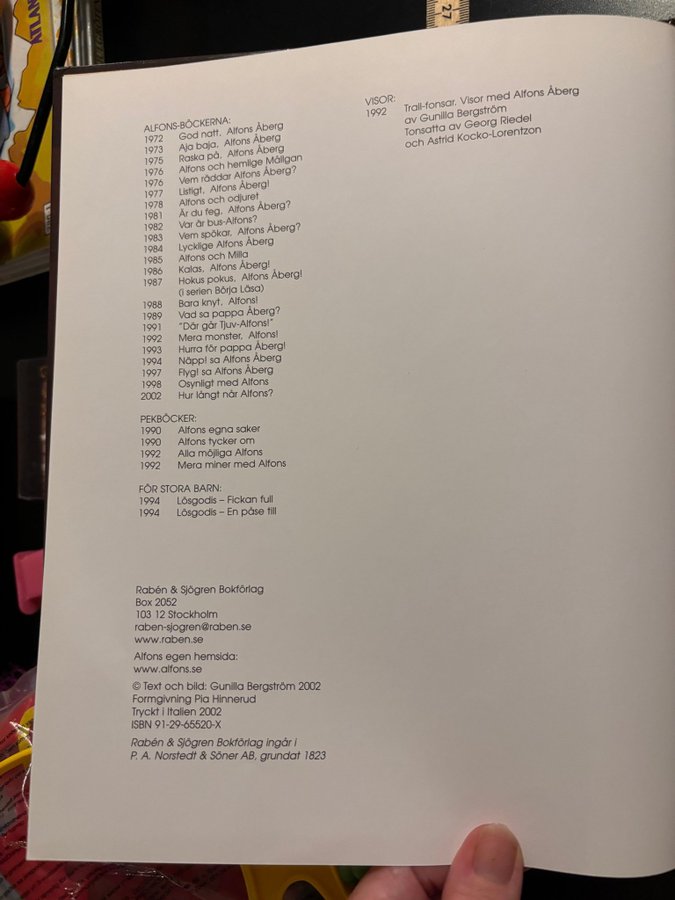 27
ATLAN
VISOR:
1992 Trall-fonsar. Visor med Alfons Åberg
av Gunilla Bergström
Tonsatta av Georg Riedel
och Astrid Kocko-Lorentzon
ALFONS-BÖCKERNA:
1972 God natt, Alfons Åberg
1973 Aja baja, Alfons Åberg
1975 Raska på, Alfons Åberg
1976 Alfons och hemlige Mållgan
1976 Vem räddar Alfons Åberg?
1977 Listigt, Alfons Åberg!
1978 Alfons och odjuret
1981 Är du feg, Alfons Åberg?
1982 Var är bus-Alfons?
1983 Vem spökar, Alfons Åberg?
1984 Lycklige Alfons Åberg
1985 Alfons och Milla
1986 Kalas, Alfons Åberg!
1987 Hokus pokus, Alfons Åberg!
(i serien Börja Läsa)
1988 Bara knyt, Alfons!
1989 Vad sa pappa Åberg?
1991 "Där går Tjuv-Alfons!"
1992 Mera monster, Alfons!
1993 Hurra för pappa Åberg!
1994 Näpp! sa Alfons Åberg
1997 Flyg! sa Alfons Åberg
1998 Osynligt med Alfons
2002 Hur långt når Alfons?
PEKBÖCKER:
1990 Alfons egna saker
1990 Alfons tycker om
1992 Alla möjliga Alfons
1992 Mera miner med Alfons
FÖR STORA BARN:
1994 Lösgodis – Fickan full
1994 Lösgodis – En påse till
Rabén & Sjögren Bokförlag
Box 2052
103 12 Stockholm
raben-sjogren@raben.se
www.raben.se
Alfons egen hemsida:
www.alfons.se
© Text och bild: Gunilla Bergström 2002
Formgivning Pia Hinnerud
Tryckt i Italien 2002
ISBN 91-29-65520-X
Rabén & Sjögren Bokförlag ingår i
P. A. Norstedt & Söner AB, grundat 1823